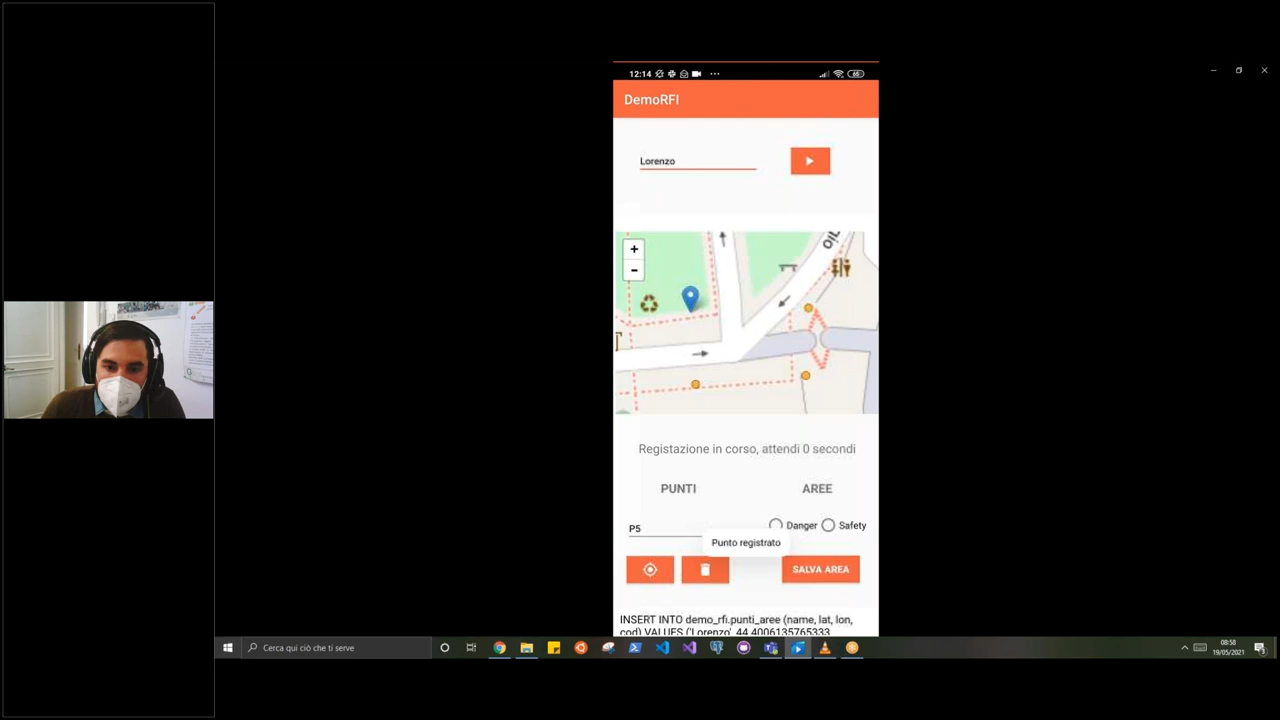 12:14
65
DemoRFI
Lorenzo
+
-
Registazione in corso, attendi 0 secondi
PUNTI
AREE
P5
Danger
Safety
Punto registrato
SALVA AREA
INSERT INTO demo_rfi.punti_aree (name, lat, lon,
cod) VALUES ('Lorenzo', 44.4006135765333
Cerca qui ciò che ti serve
08:58
19/05/2021